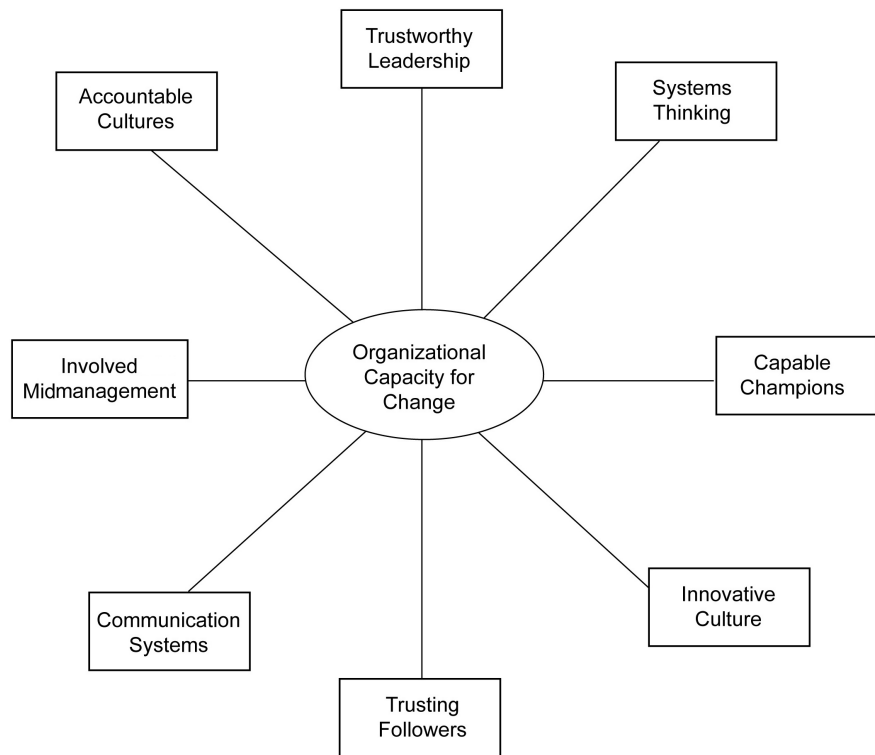 Trustworthy
Leadership
Accountable
Cultures
Systems
Thinking
Involved
Midmanagement
Organizational
Capacity for
Change
Capable
Champions
Communication
Systems
Innovative
Culture
Trusting
Followers